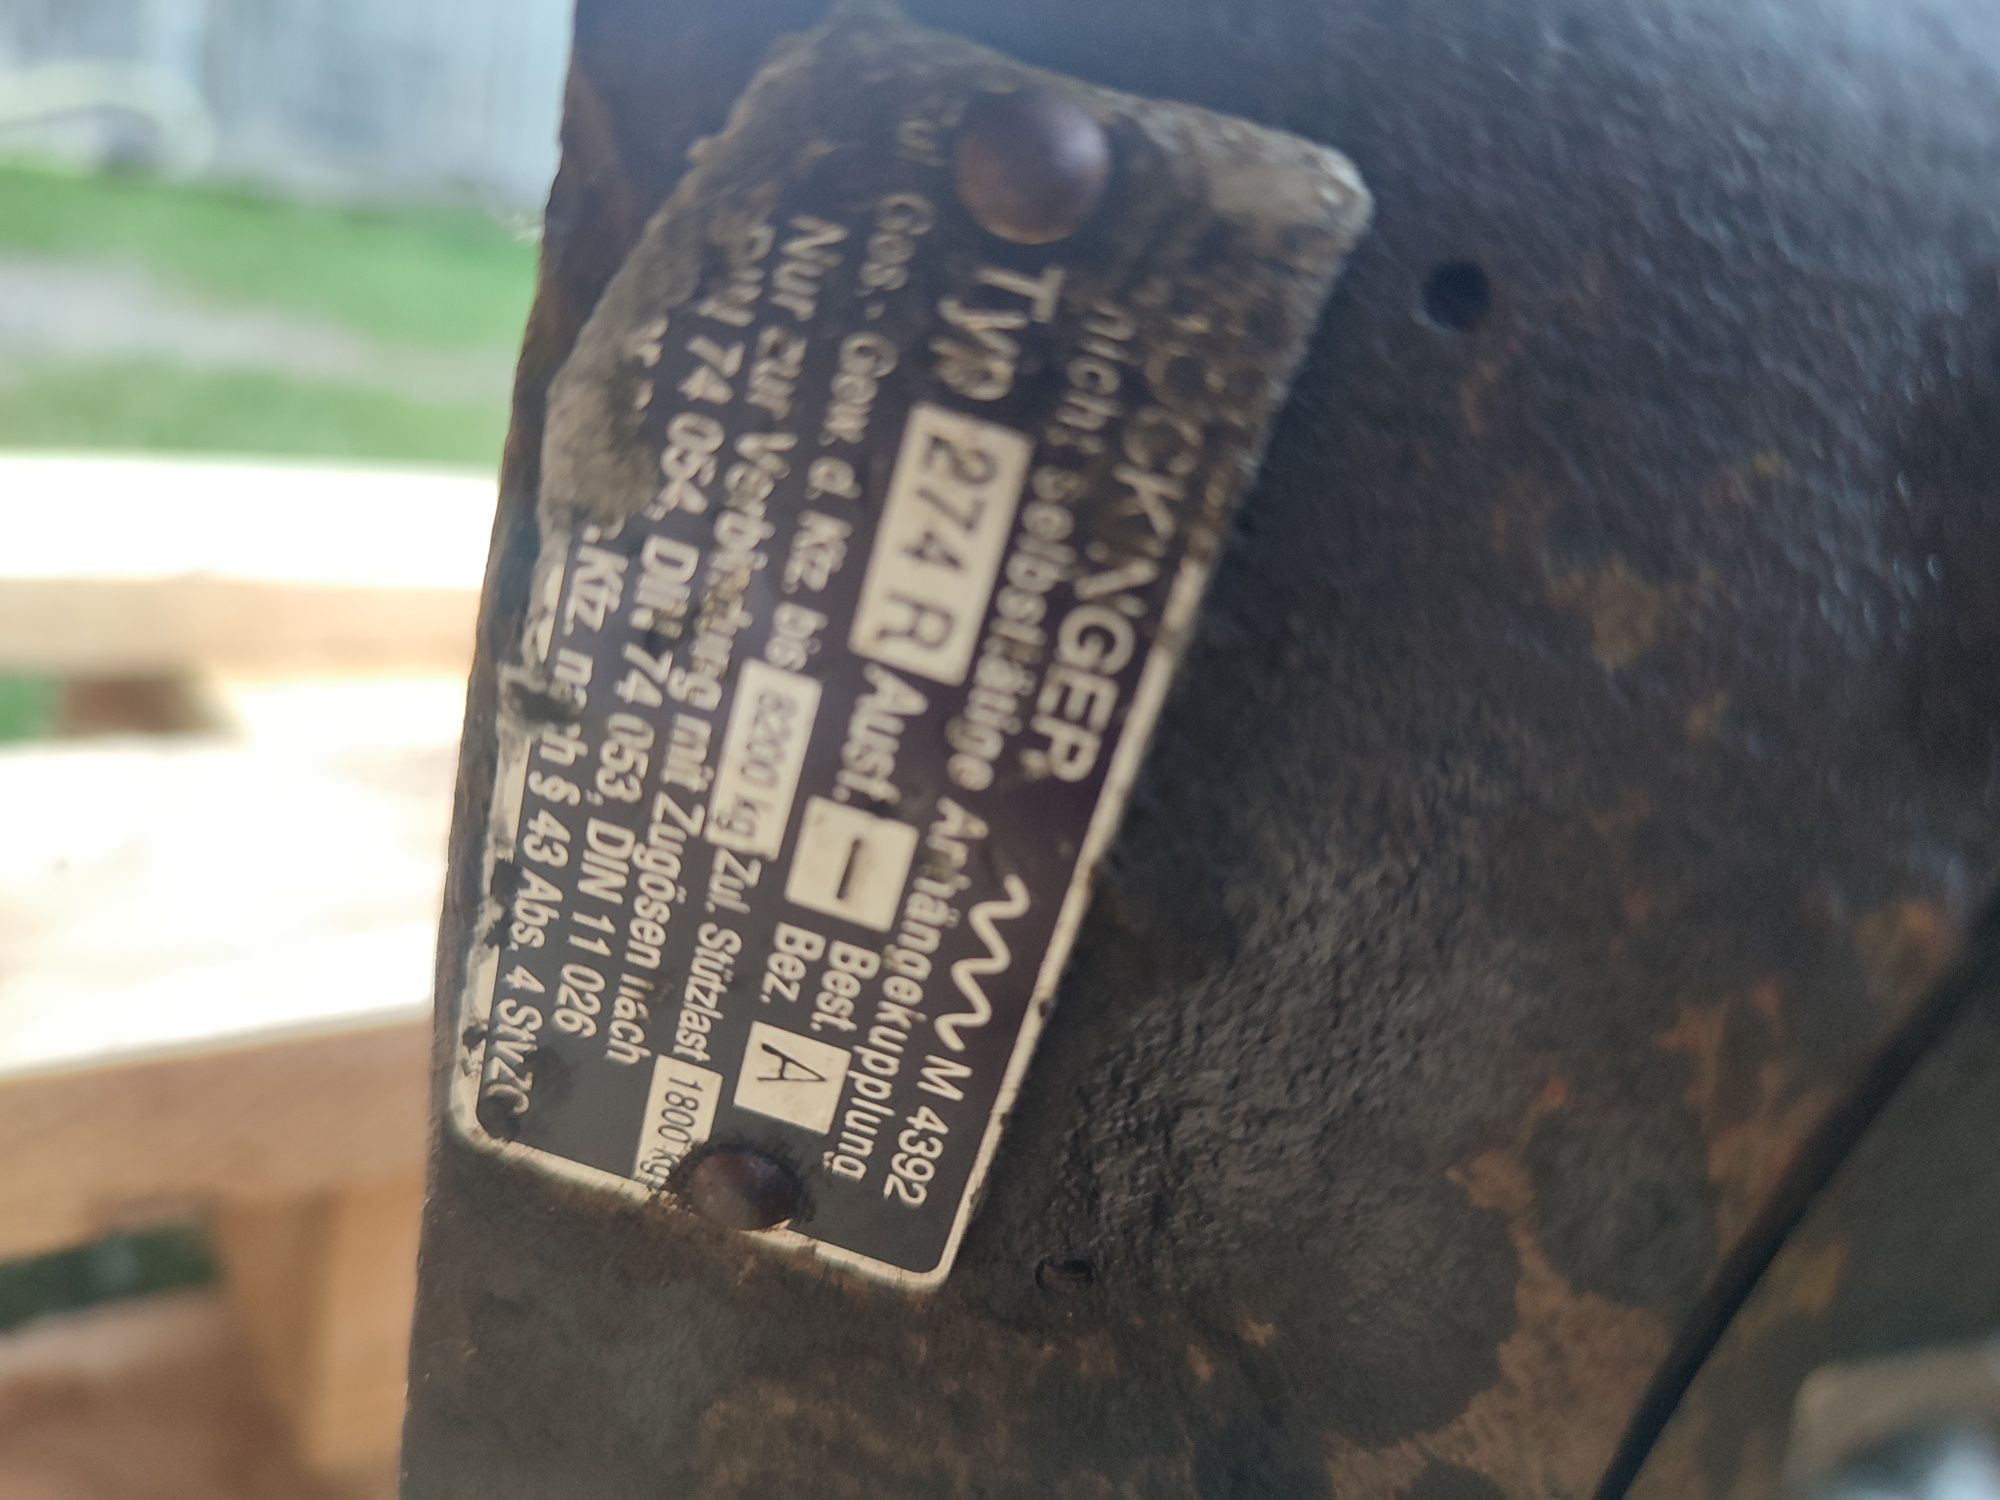 ROCKINGER M 4392
nicht selbsttätige Anhängekupplung
Typ 274 R Ausf. – Best. Bez. A
Für
Ges.-Gew. d. Kfz. bis 8200 kg Zul. Stützlast 1800 kg
Nur zur Verbindung mit Zugösen nach
DIN 74 054, DIN 74 053, DIN 11 026
Kfz. nach § 43 Abs. 4 StVZO